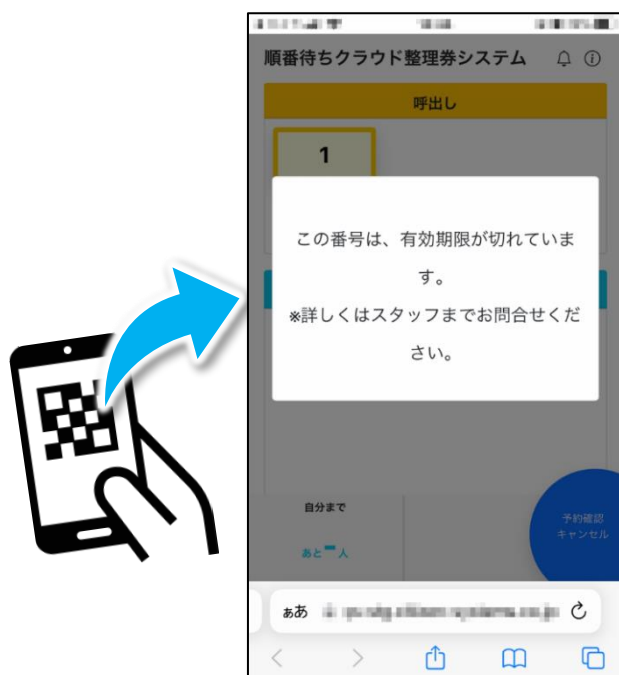 順番待ちクラウド整理券システム
呼出し
1
この番号は、有効期限が切れていま
す。
※詳しくはスタッフまでお問合せくだ
さい。
自分まで
予約確認
キャンセル
あと ー 人
ぁあ